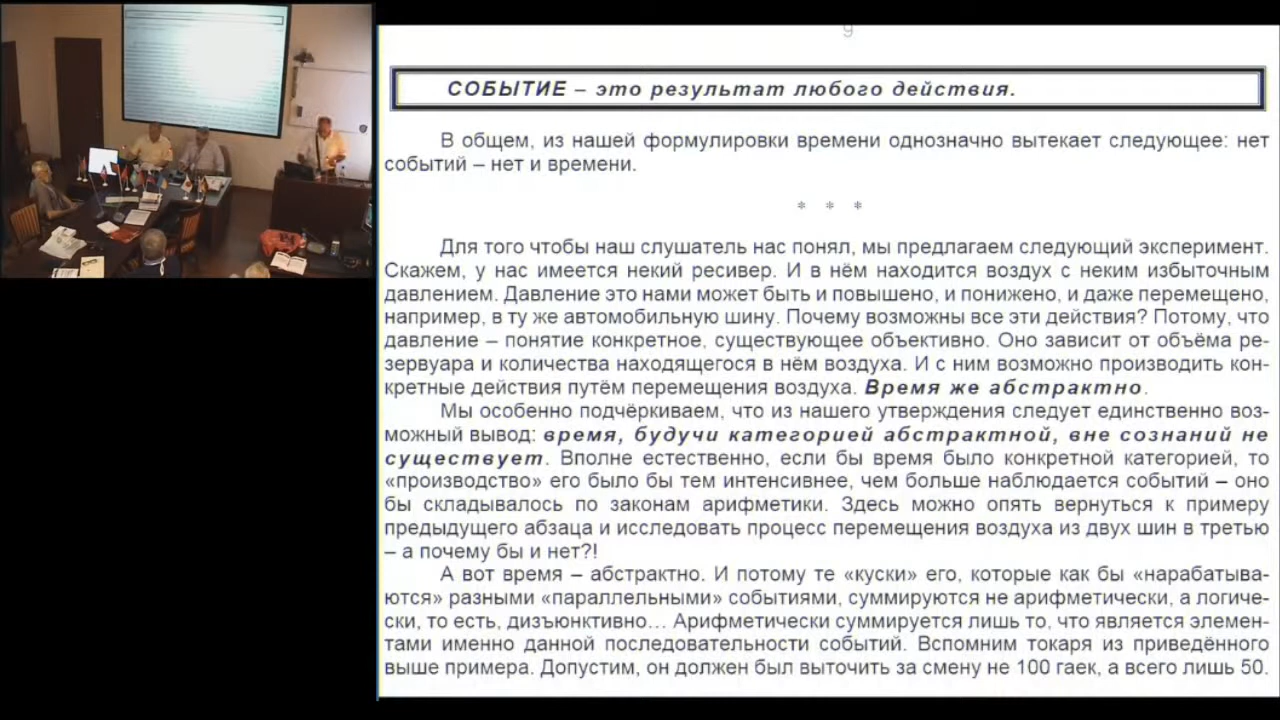 9
СОБЫТИЕ – это результат любого действия.
В общем, из нашей формулировки времени однозначно вытекает следующее: нет
событий – нет и времени.
* * *
Для того чтобы наш слушатель нас понял, мы предлагаем следующий эксперимент.
Скажем, у нас имеется некий ресивер. И в нём находится воздух с неким избыточным
давлением. Давление это нами может быть и повышено, и понижено, и даже перемещено,
например, в ту же автомобильную шину. Почему возможны все эти действия? Потому, что
давление – понятие конкретное, существующее объективно. Оно зависит от объёма ре-
зервуара и количества находящегося в нём воздуха. И с ним возможно производить кон-
кретные действия путём перемещения воздуха. Время же абстрактно.
Мы особенно подчёркиваем, что из нашего утверждения следует единственно воз-
можный вывод: время, будучи категорией абстрактной, вне сознаний не
существует. Вполне естественно, если бы время было конкретной категорией, то
«производство» его было бы тем интенсивнее, чем больше наблюдается событий – оно
бы складывалось по законам арифметики. Здесь можно опять вернуться к примеру
предыдущего абзаца и исследовать процесс перемещения воздуха из двух шин в третью
– а почему бы и нет?!
А вот время – абстрактно. И потому те «куски» его, которые как бы «нарабатыва-
ются» разными «параллельными» событиями, суммируются не арифметически, а логиче-
ски, то есть, дизъюнктивно… Арифметически суммируется лишь то, что является элемен-
тами именно данной последовательности событий. Вспомним токаря из приведённого
выше примера. Допустим, он должен был выточить за смену не 100 гаек, а всего лишь 50.